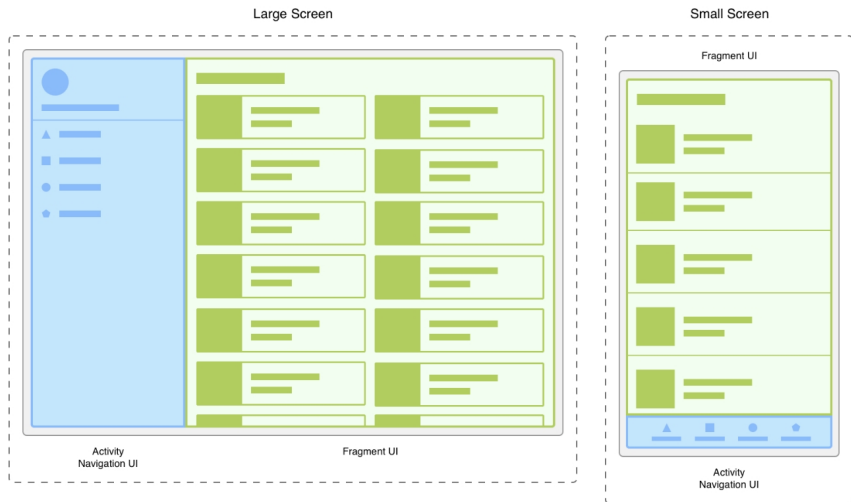 Large Screen
Small Screen
Fragment UI
Activity
Navigation UI
Fragment UI
Activity
Navigation UI